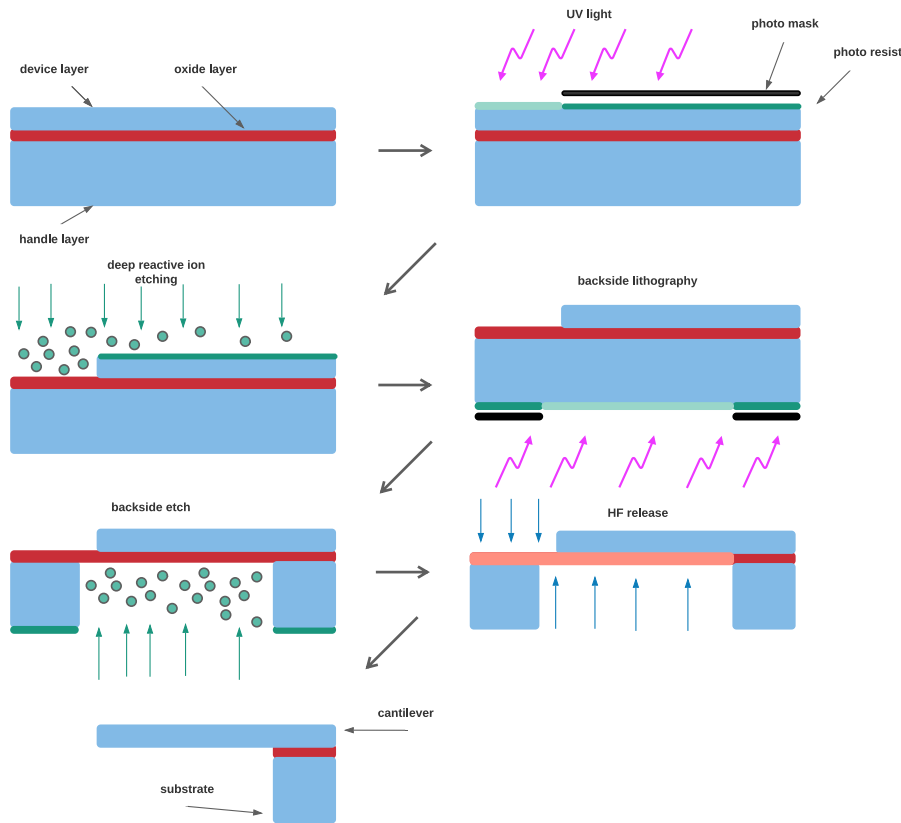 UV light
photo mask
photo resist
device layer
oxide layer
handle layer
deep reactive ion
etching
backside lithography
backside etch
HF release
cantilever
substrate